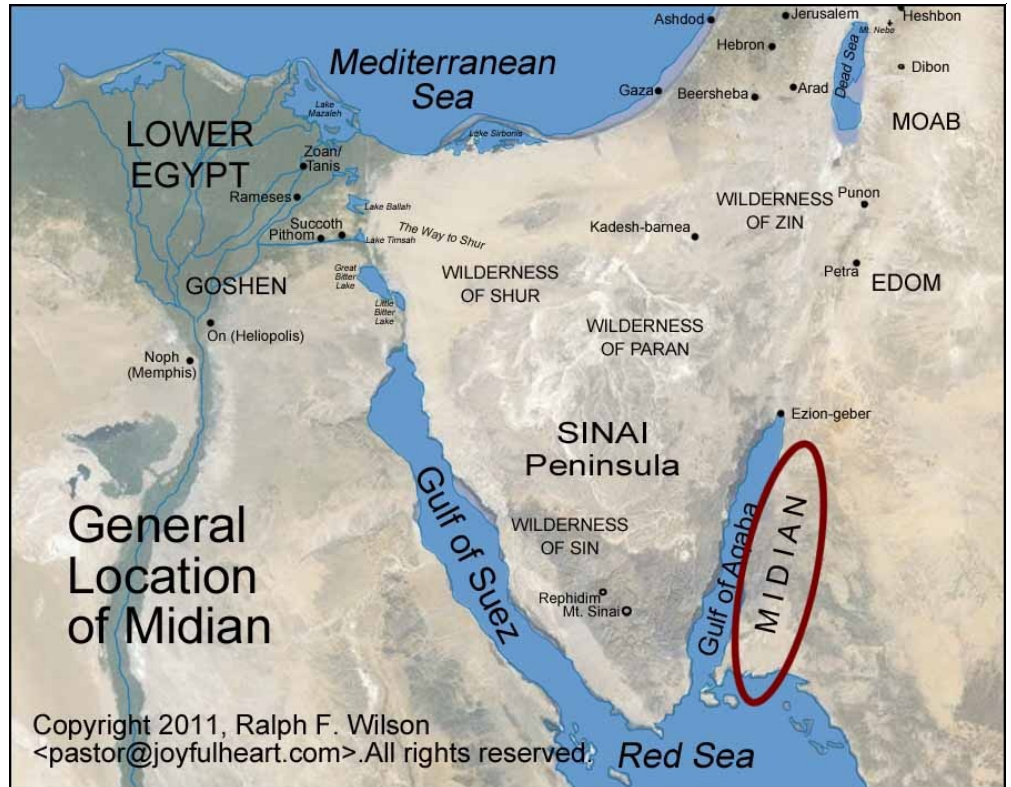 Ashdod
Jerusalem
Heshbon
Mt. Nebo
Hebron
Dead Sea
Dibon
Mediterranean
Sea
Gaza
Beersheba
Arad
MOAB
Lake
Mazaleh
LOWER
EGYPT
Lake Sirbonis
Zoan/
Tanis
Rameses
Lake Ballah
WILDERNESS
OF ZIN
Punon
Succoth
Pithom
Lake Timsah
The Way to Shur
Kadesh-barnea
GOSHEN
Great
Bitter
Lake
WILDERNESS
OF SHUR
Petra
EDOM
Little
Bitter
Lake
On (Heliopolis)
WILDERNESS
OF PARAN
Noph
(Memphis)
Ezion-geber
SINAI
Peninsula
Gulf of Suez
Gulf of Aqaba
MIDIAN
General
Location
of Midian
WILDERNESS
OF SIN
Rephidim
Mt. Sinai
Copyright 2011, Ralph F. Wilson
<pastor@joyfulheart.com>.All rights reserved.
Red Sea